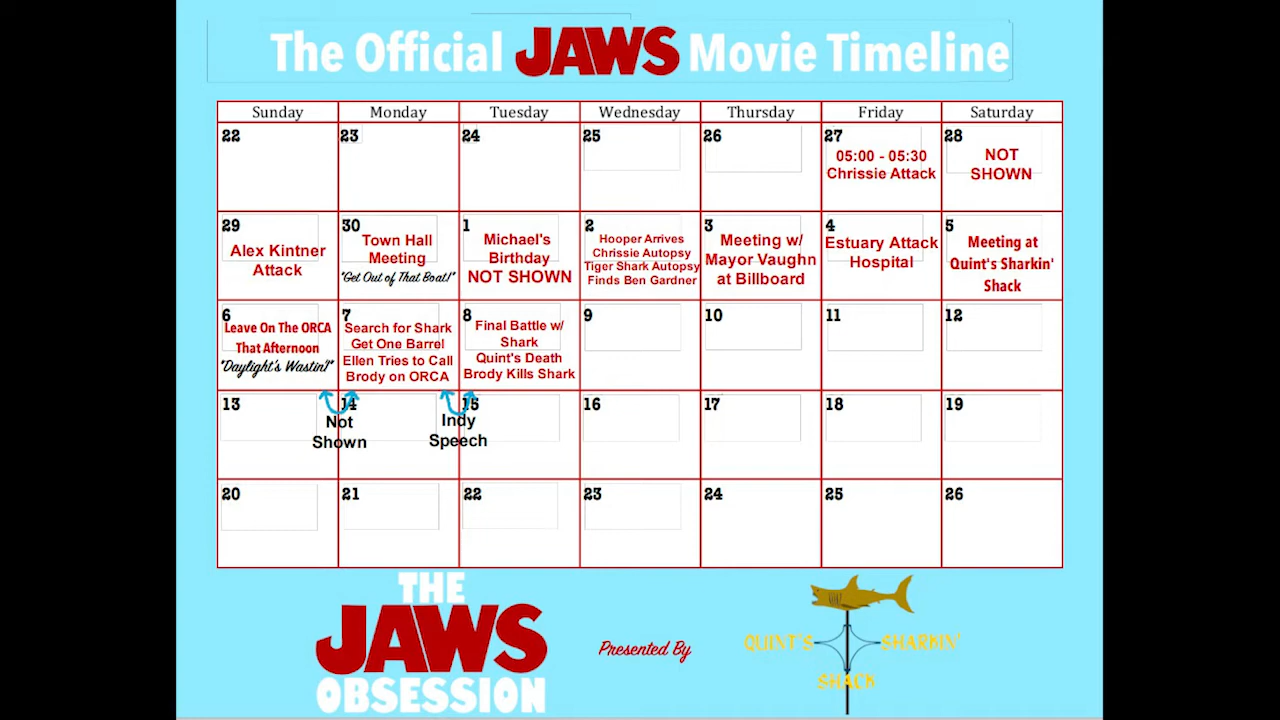 The Official JAWS Movie Timeline
Sunday Monday Tuesday Wednesday Thursday Friday Saturday
22 23 24 25 26 27 28
05:00 - 05:30
Chrissie Attack
NOT
SHOWN
29 30 1 2 3 4 5
Alex Kintner
Attack
Town Hall
Meeting
"Get Out of That Boat!"
Michael's
Birthday
NOT SHOWN
Hooper Arrives
Chrissie Autopsy
Tiger Shark Autopsy
Finds Ben Gardner
Meeting w/
Mayor Vaughn
at Billboard
Estuary Attack
Hospital
Meeting at
Quint's Sharkin'
Shack
6 7 8 9 10 11 12
Leave On The ORCA
That Afternoon
"Daylight's Wastin'!"
Search for Shark
Get One Barrel
Ellen Tries to Call
Brody on ORCA
Final Battle w/
Shark
Quint's Death
Brody Kills Shark
13 14 15 16 17 18 19
Not
Shown
Indy
Speech
20 21 22 23 24 25 26
THE
JAWS
OBSESSION
Presented By
QUINT'S SHARKIN'
SHACK